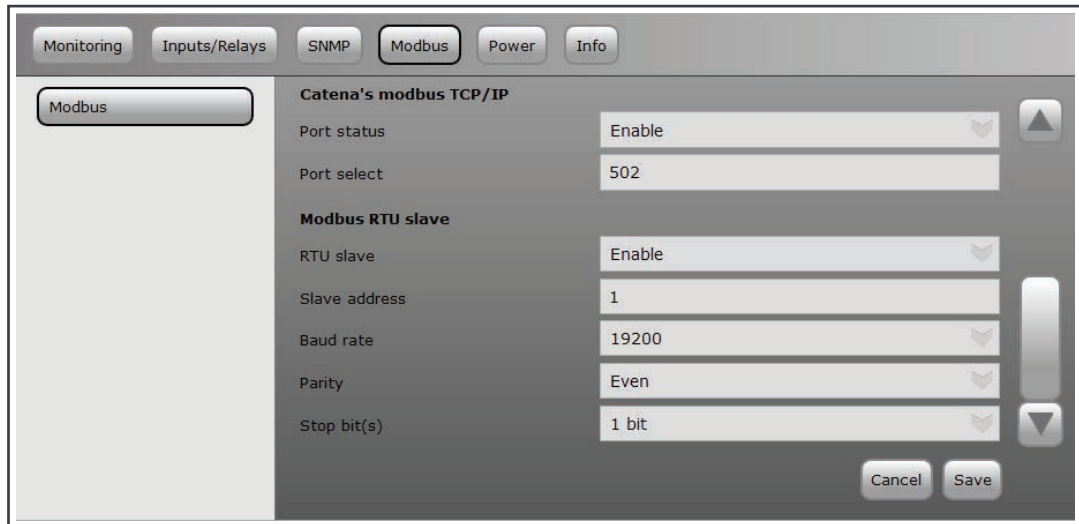 Monitoring Inputs/Relays SNMP Modbus Power Info
Modbus
Catena's modbus TCP/IP
Port status Enable
Port select 502
Modbus RTU slave
RTU slave Enable
Slave address 1
Baud rate 19200
Parity Even
Stop bit(s) 1 bit
Cancel Save